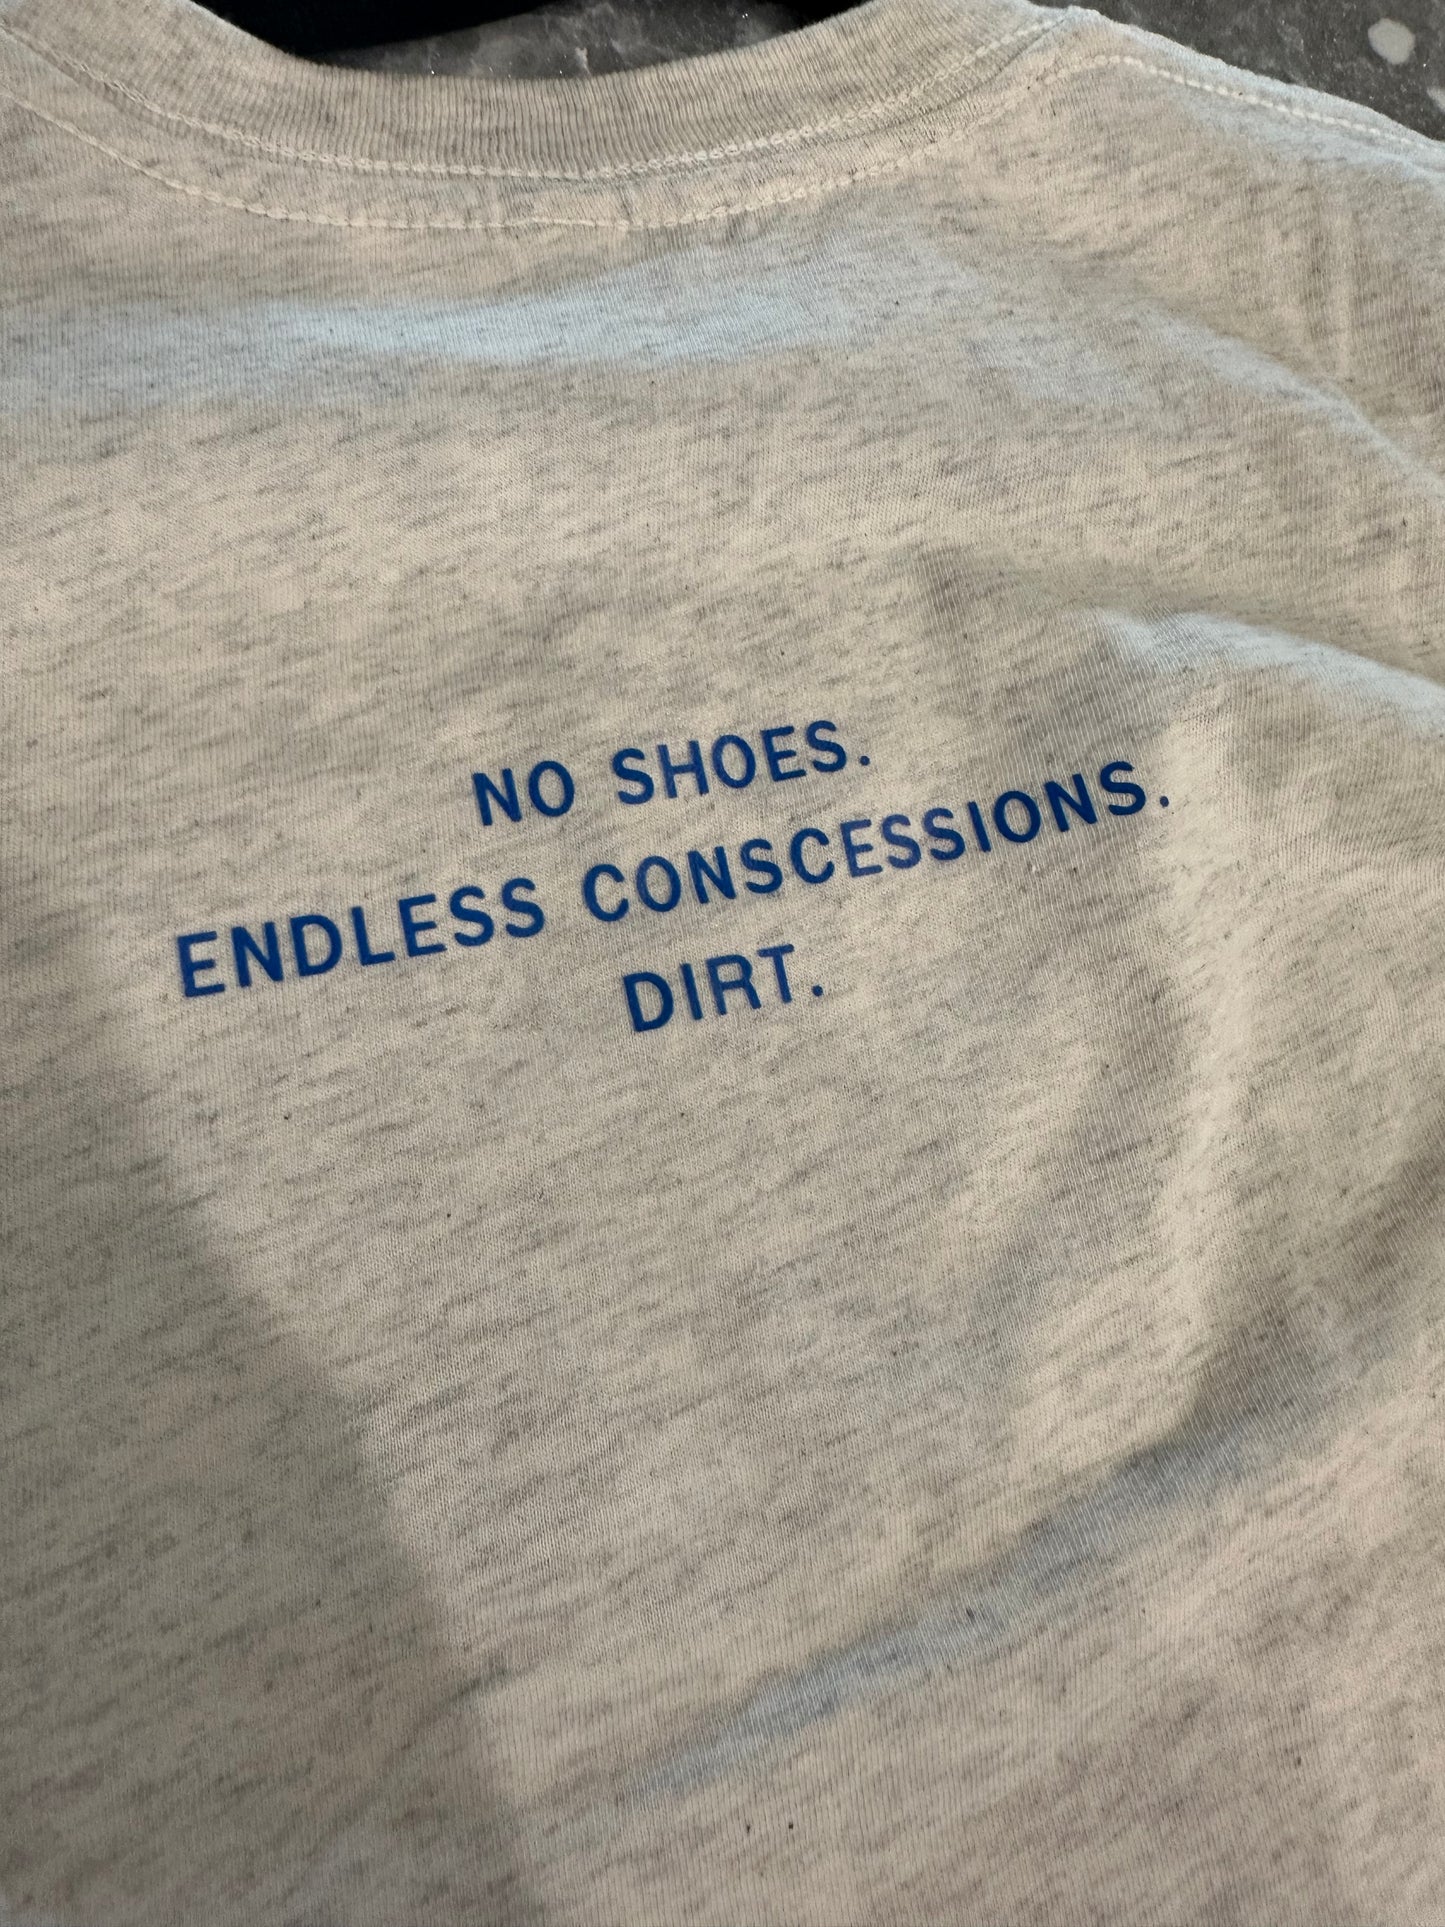 NO SHOES.
ENDLESS CONSCESSIONS.
DIRT.